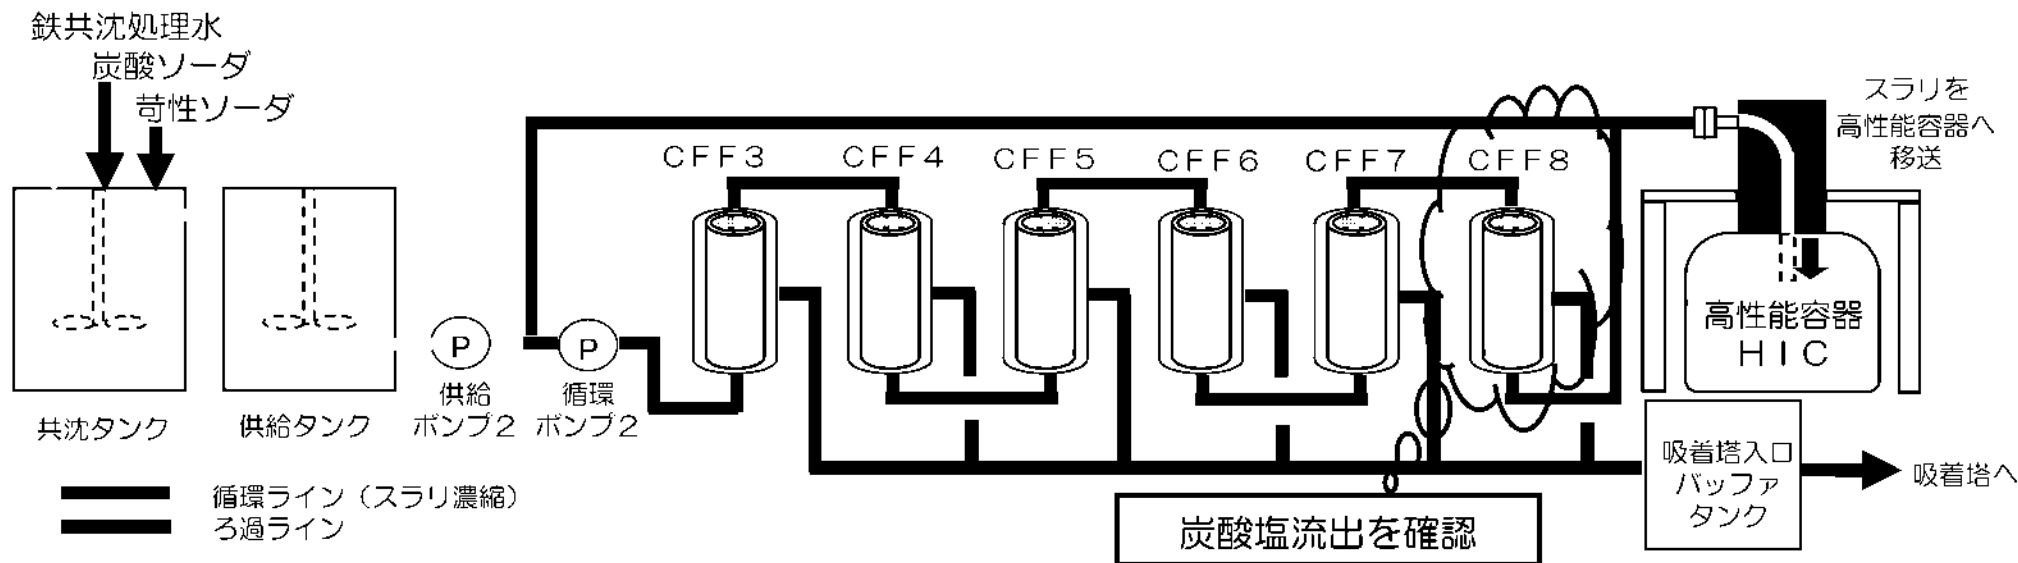 鉄共沈処理水
炭酸ソーダ
苛性ソーダ
CFF3
CFF4
CFF5
CFF6
CFF7
CFF8
スラリを
高性能容器へ
移送
P
P
高性能容器
HIC
共沈タンク
供給タンク
供給
ポンプ2
循環
ポンプ2
吸着塔入口
バッファ
タンク
吸着塔へ
循環ライン（スラリ濃縮）
ろ過ライン
炭酸塩流出を確認